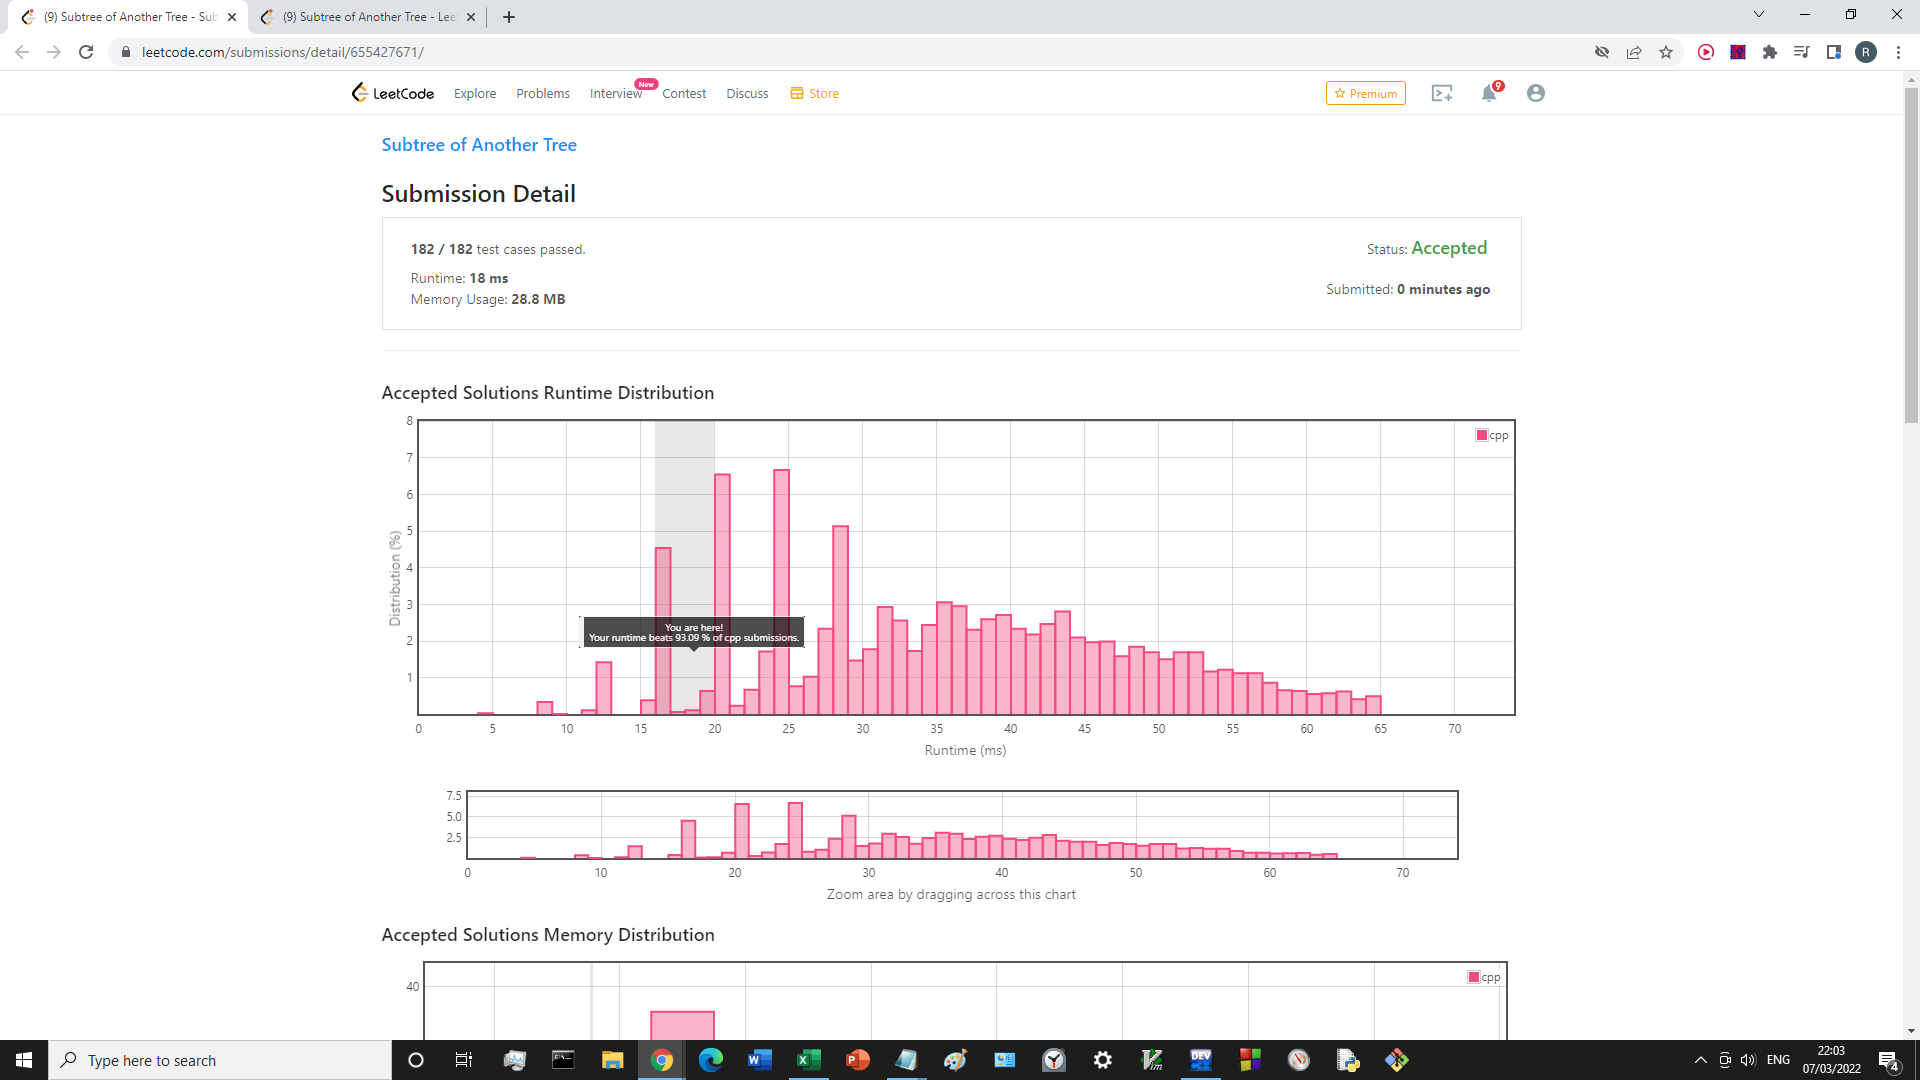 (9) Subtree of Another Tree - Sub
(9) Subtree of Another Tree - Lee
leetcode.com/submissions/detail/655427671/
R
LeetCode
Explore
Problems
Interview
New
Contest
Discuss
Store
Premium
9
Subtree of Another Tree
Submission Detail
182 / 182 test cases passed.
Status: Accepted
Runtime: 18 ms
Submitted: 0 minutes ago
Memory Usage: 28.8 MB
Accepted Solutions Runtime Distribution
8
7
6
5
4
3
2
1
Distribution (%)
cpp
You are here!
Your runtime beats 93.09 % of cpp submissions.
0 5 10 15 20 25 30 35 40 45 50 55 60 65 70
Runtime (ms)
7.5
5.0
2.5
0 10 20 30 40 50 60 70
Zoom area by dragging across this chart
Accepted Solutions Memory Distribution
40
cpp
Type here to search
ENG
22:03
07/03/2022
4